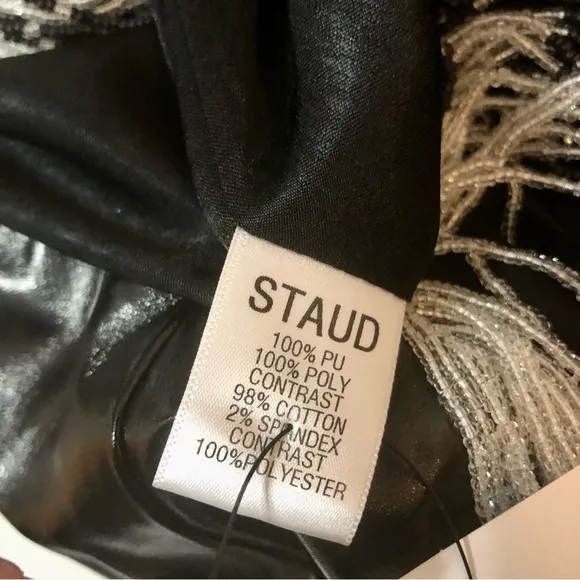 STAUD
100% PU
100% POLY
CONTRAST
98% COTTON
2% SPANDEX
CONTRAST
100%POLYESTER